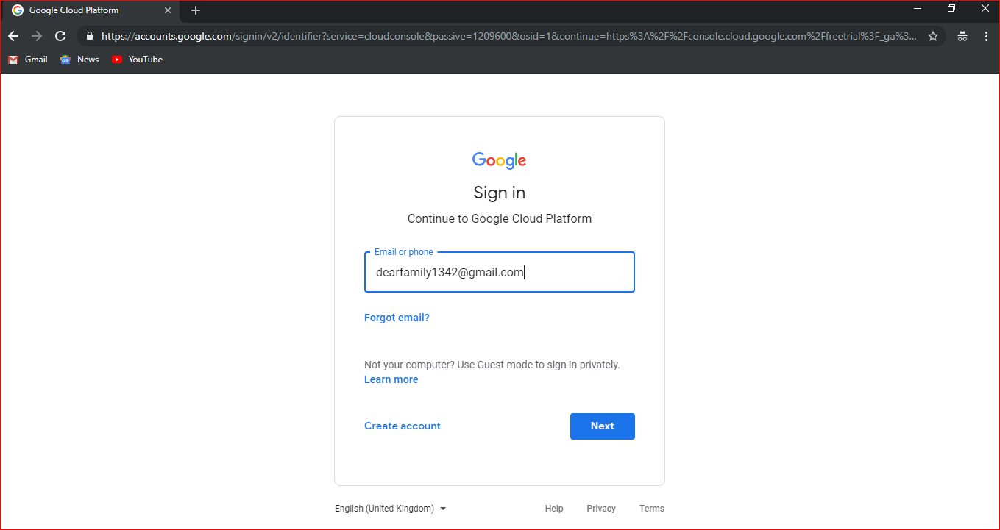 Google Cloud Platform
https://accounts.google.com/signin/v2/identifier?service=cloudconsole&passive=1209600&osid=1&continue=https%3A%2F%2Fconsole.cloud.google.com%2Ffreetrial%3F_ga%3...
Gmail News YouTube
Google
Sign in
Continue to Google Cloud Platform
Email or phone
dearfamily1342@gmail.com
Forgot email?
Not your computer? Use Guest mode to sign in privately.
Learn more
Create account Next
English (United Kingdom) Help Privacy Terms